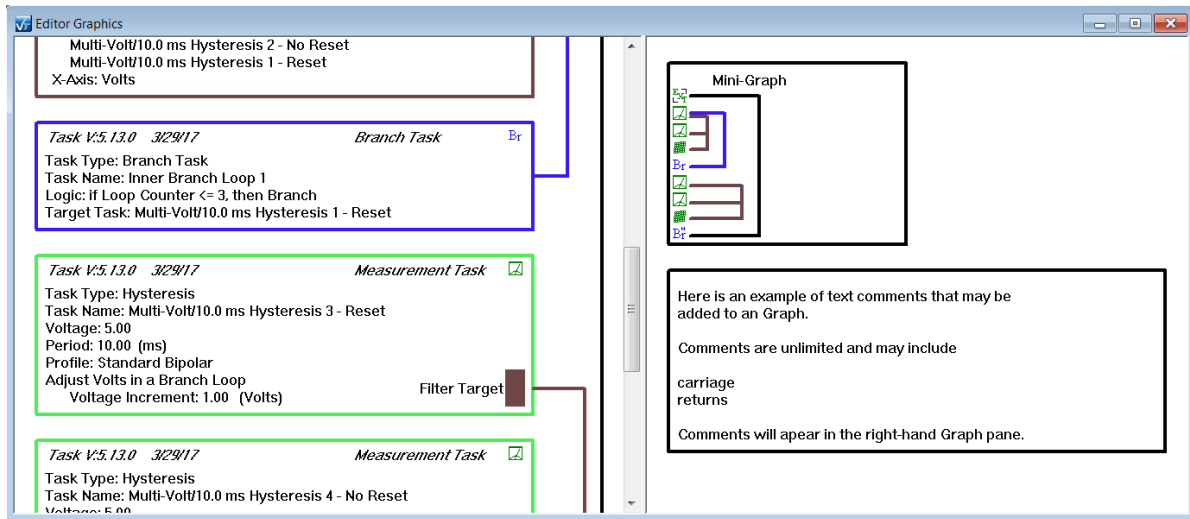 Editor Graphics
Multi-Volt/10.0 ms Hysteresis 2 - No Reset
Multi-Volt/10.0 ms Hysteresis 1 - Reset
X-Axis: Volts
Task V:5.13.0 3/29/17 Branch Task Br
Task Type: Branch Task
Task Name: Inner Branch Loop 1
Logic: if Loop Counter <= 3, then Branch
Target Task: Multi-Volt/10.0 ms Hysteresis 1 - Reset
Task V:5.13.0 3/29/17 Measurement Task
Task Type: Hysteresis
Task Name: Multi-Volt/10.0 ms Hysteresis 3 - Reset
Voltage: 5.00
Period: 10.00 (ms)
Profile: Standard Bipolar
Adjust Volts in a Branch Loop
Filter Target
Voltage Increment: 1.00 (Volts)
Task V:5.13.0 3/29/17 Measurement Task
Task Type: Hysteresis
Task Name: Multi-Volt/10.0 ms Hysteresis 4 - No Reset
Voltage: 5.00
Mini-Graph
Br
Br
Here is an example of text comments that may be
added to an Graph.
Comments are unlimited and may include
carriage
returns
Comments will apear in the right-hand Graph pane.